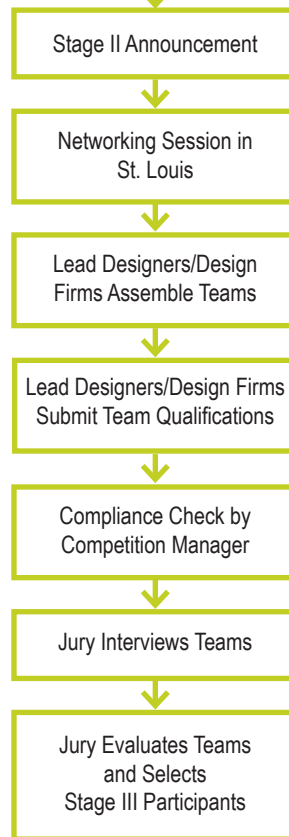 Stage II Announcement
Networking Session in
St. Louis
Lead Designers/Design
Firms Assemble Teams
Lead Designers/Design Firms
Submit Team Qualifications
Compliance Check by
Competition Manager
Jury Interviews Teams
Jury Evaluates Teams
and Selects
Stage III Participants